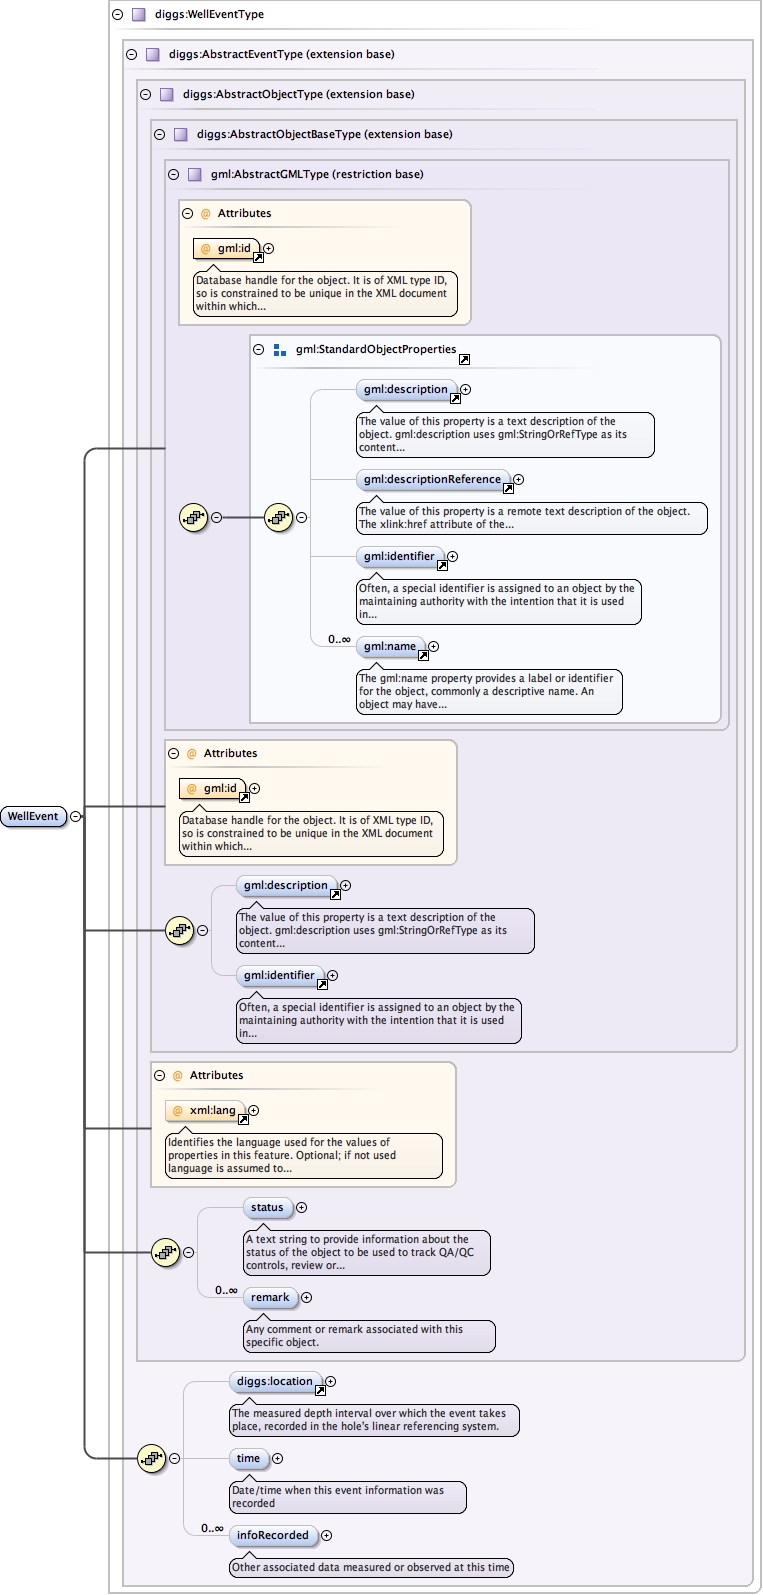 diggs:WellEventType
diggs:AbstractEventType (extension base)
diggs:AbstractObjectType (extension base)
diggs:AbstractObjectBaseType (extension base)
gml:AbstractGMLType (restriction base)
@ Attributes
@ gml:id
Database handle for the object. It is of XML type ID,
so is constrained to be unique in the XML document
within which...
gml:StandardObjectProperties
gml:description
The value of this property is a text description of the
object. gml:description uses gml:StringOrRefType as its
content...
gml:descriptionReference
The value of this property is a remote text description of the object.
The xlink:href attribute of the...
gml:identifier
Often, a special identifier is assigned to an object by the
maintaining authority with the intention that it is used
in...
0..∞
gml:name
The gml:name property provides a label or identifier
for the object, commonly a descriptive name. An
object may have...
@ Attributes
@ gml:id
Database handle for the object. It is of XML type ID,
so is constrained to be unique in the XML document
within which...
WellEvent
gml:description
The value of this property is a text description of the
object. gml:description uses gml:StringOrRefType as its
content...
gml:identifier
Often, a special identifier is assigned to an object by the
maintaining authority with the intention that it is used
in...
@ Attributes
@ xml:lang
Identifies the language used for the values of
properties in this feature. Optional; if not used
language is assumed to...
status
A text string to provide information about the
status of the object to be used to track QA/QC
controls, review or...
0..∞
remark
Any comment or remark associated with this
specific object.
diggs:location
The measured depth interval over which the event takes
place, recorded in the hole's linear referencing system.
time
Date/time when this event information was
recorded
0..∞
infoRecorded
Other associated data measured or observed at this time